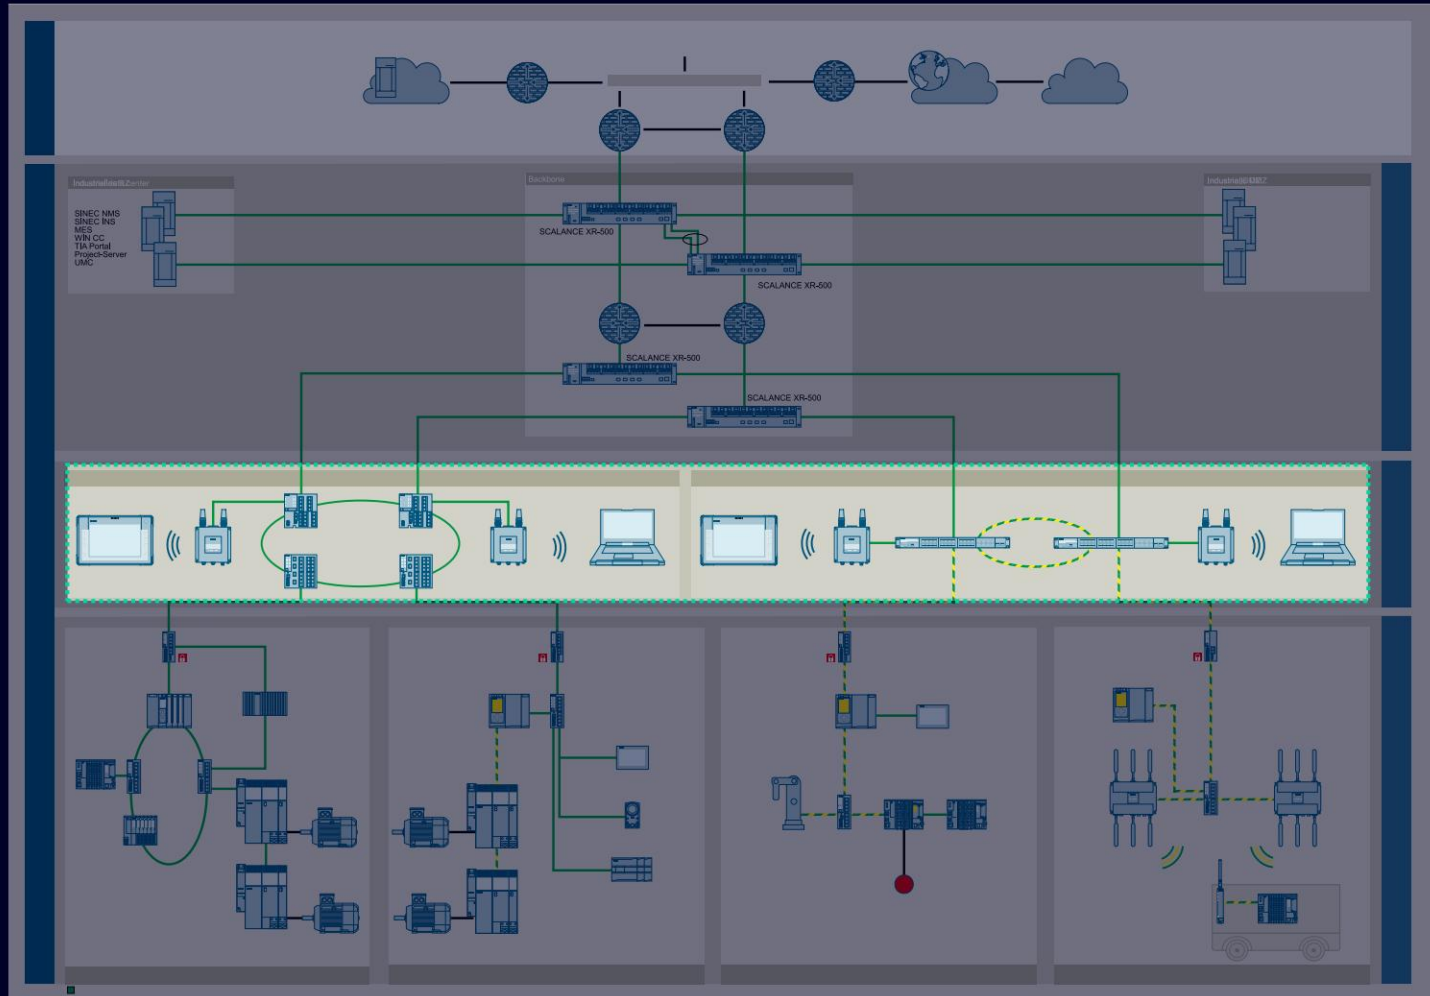 Backbone
SINEC NMS
SINEC INS
MES
WIN CC
TIA Portal
Project-Server
UMC
SCALANCE XR-500
SCALANCE XR-500
SCALANCE XR-500
SCALANCE XR-500